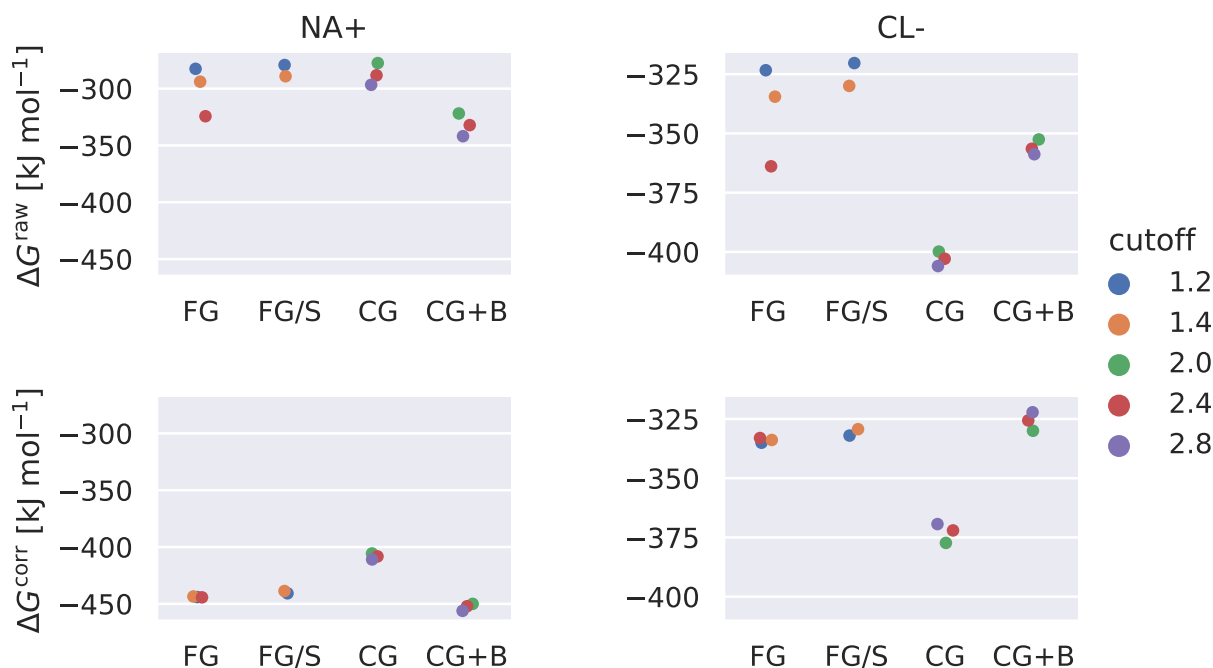 NA+
CL-
ΔG^raw [kJ mol⁻¹]
−300
−350
−400
−450
FG FG/S CG CG+B
−325
−350
−375
−400
FG FG/S CG CG+B
ΔG^corr [kJ mol⁻¹]
−300
−350
−400
−450
FG FG/S CG CG+B
−325
−350
−375
−400
FG FG/S CG CG+B
cutoff
1.2
1.4
2.0
2.4
2.8